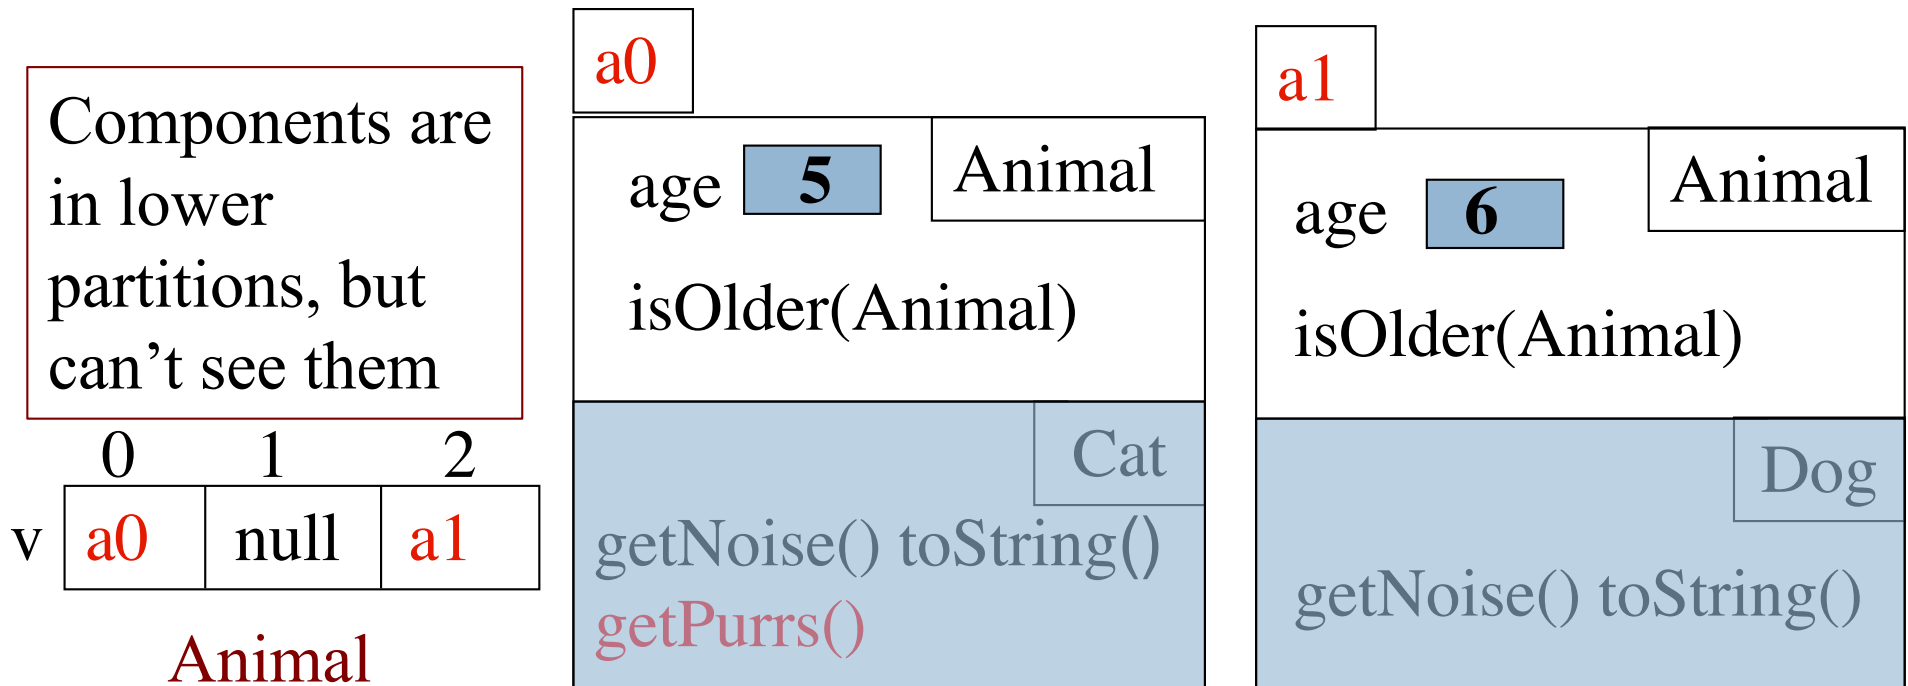 Components are
in lower
partitions, but
can’t see them
0 1 2
v a0 null a1
Animal
a0
age 5 Animal
isOlder(Animal)
Cat
getNoise() toString()
getPurrs()
a1
age 6 Animal
isOlder(Animal)
Dog
getNoise() toString()